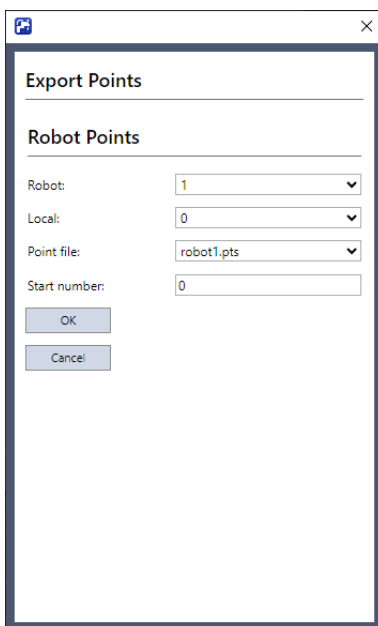 Export Points
Robot Points
Robot: 1
Local: 0
Point file: robot1.pts
Start number: 0
OK
Cancel